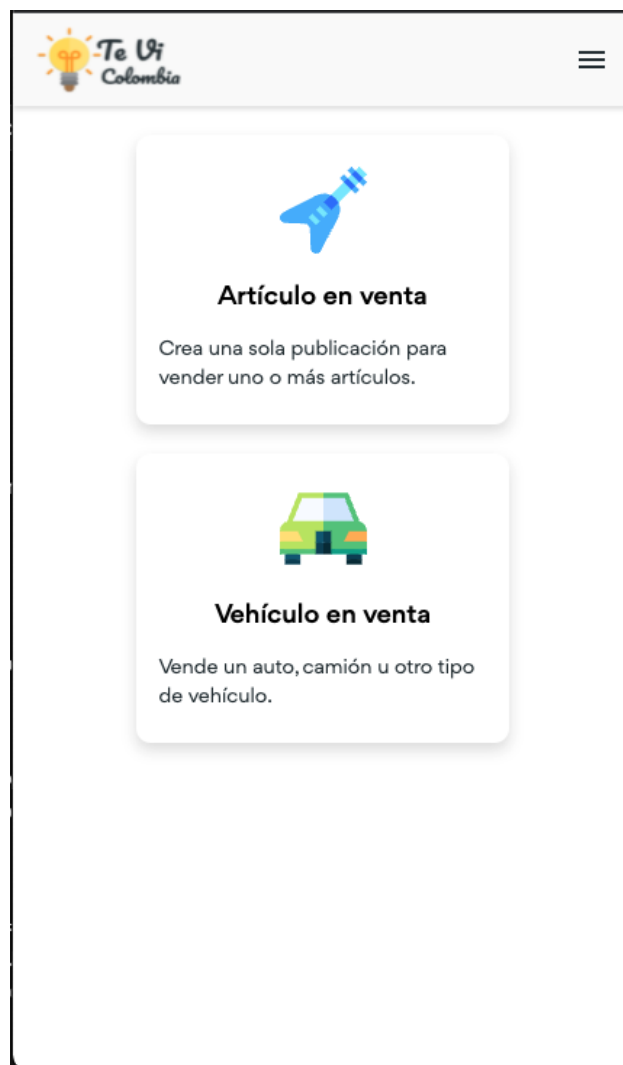 Te Vi
Colombia
Artículo en venta
Crea una sola publicación para
vender uno o más artículos.
Vehículo en venta
Vende un auto, camión u otro tipo
de vehículo.